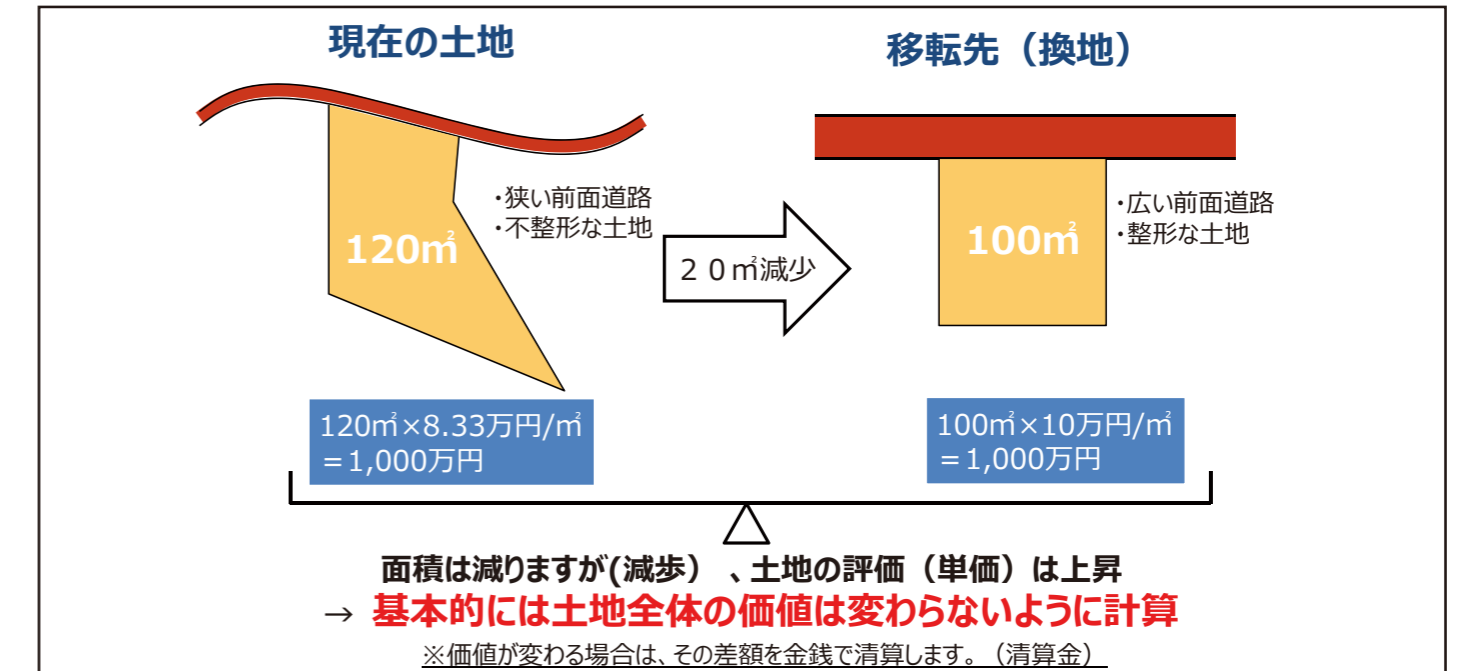 現在の土地
移転先（換地）
・狭い前面道路
・不整形な土地
120㎡
２０㎡減少
・広い前面道路
・整形な土地
100㎡
120㎡×8.33万円/㎡
＝1,000万円
100㎡×10万円/㎡
＝1,000万円
面積は減りますが(減歩） 、土地の評価（単価）は上昇
→ 基本的には土地全体の価値は変わらないように計算
※価値が変わる場合は、その差額を金銭で清算します。（清算金）